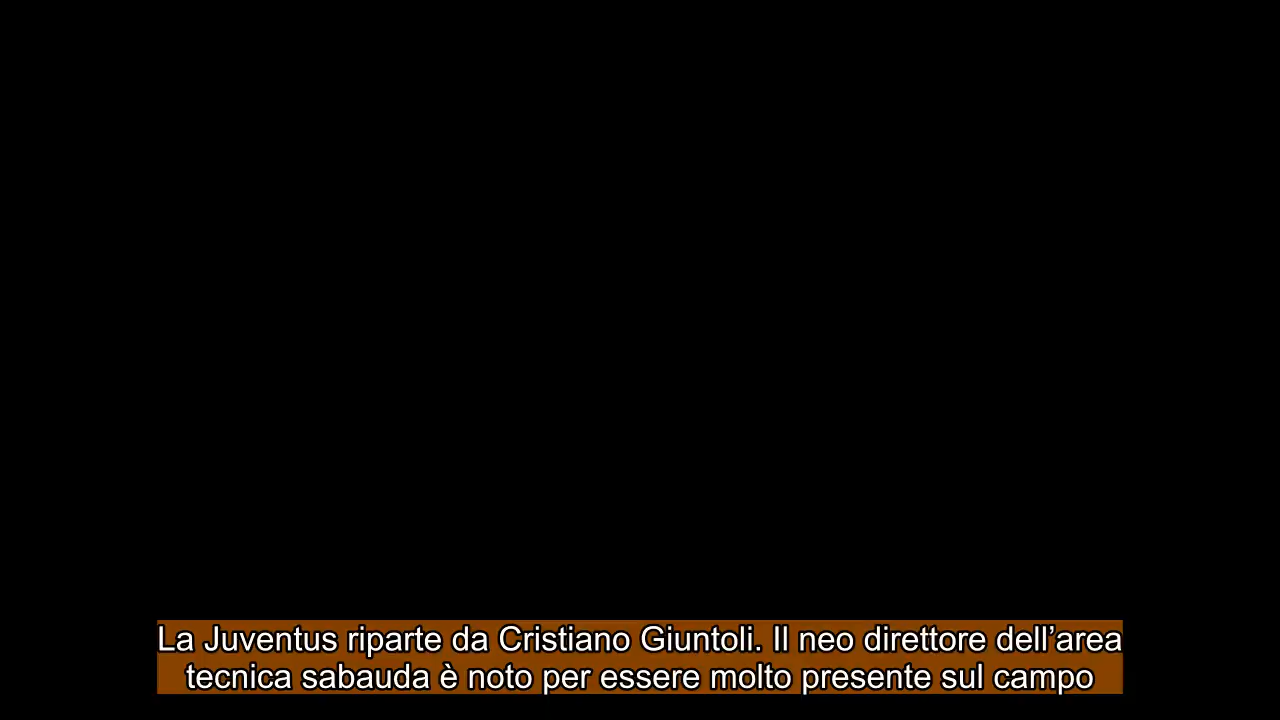 La Juventus riparte da Cristiano Giuntoli. Il neo direttore dell’area
tecnica sabauda è noto per essere molto presente sul campo